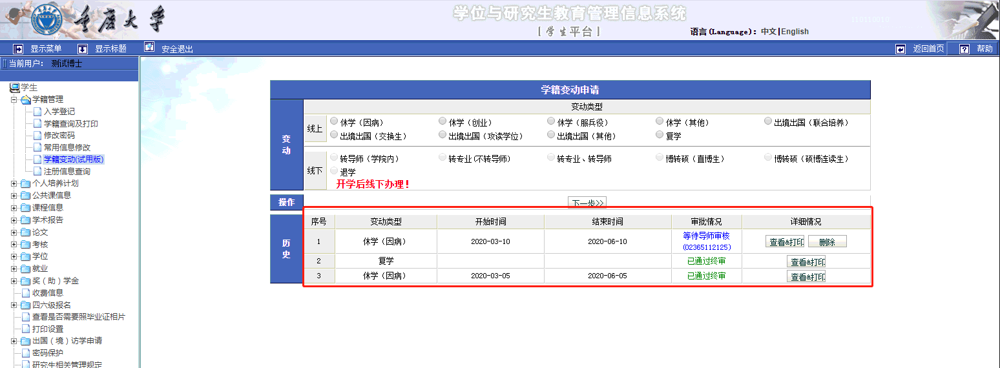 重庆大学
学位与研究生教育管理信息系统
[ 学生平台 ]
语言(Language): 中文|English
显示菜单 显示标题 安全退出 返回首页 帮助
当前用户： 测试博士
学生
学籍管理
入学登记
学籍查询及打印
修改密码
常用信息修改
学籍变动(试用版)
注册信息查询
个人培养计划
公共课信息
课程信息
学术报告
论文
考核
学位
就业
奖（助）学金
收费信息
四六级报名
查看是否需要照毕业证相片
打印设置
出国（境）访学申请
密码保护
研究生相关管理规定
学籍变动申请
变动
变动类型
线上
休学（因病） 休学（创业） 休学（服兵役） 休学（其他） 出境出国（联合培养）
出境出国（交换生） 出境出国（攻读学位） 出境出国（其他） 复学
线下
转导师（学院内） 转专业(不转导师) 转专业、转导师 博转硕（直博生） 博转硕（硕博连读生）
退学
开学后线下办理！
操作
下一步>>
历史
序号 变动类型 开始时间 结束时间 审批情况 详细情况
1 休学（因病） 2020-03-10 2020-06-10 等待导师审核(02365112125) 查看&打印 删除
2 复学 已通过终审 查看&打印
3 休学（因病） 2020-03-05 2020-06-05 已通过终审 查看&打印